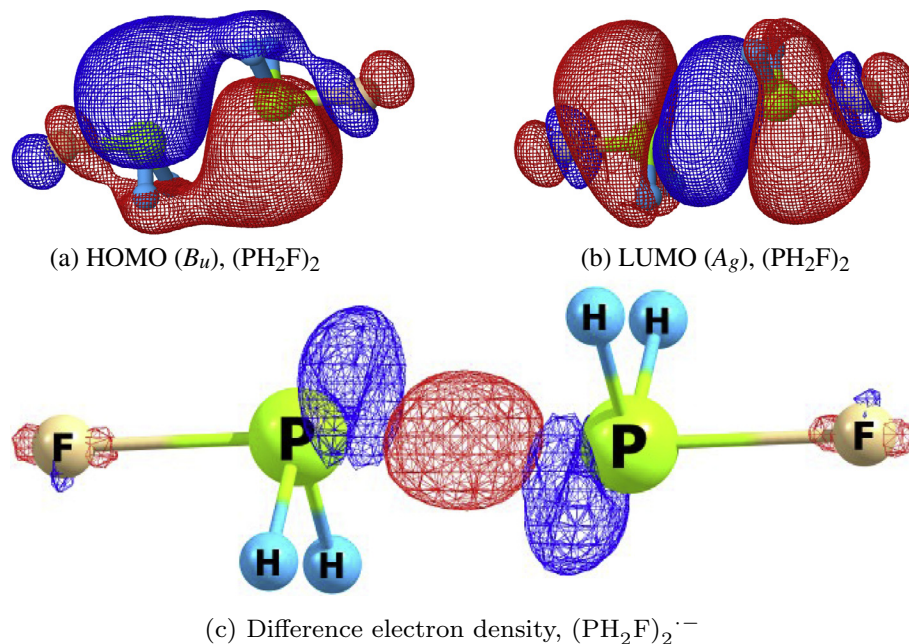 (a) HOMO (Bu), (PH2F)2
(b) LUMO (Ag), (PH2F)2
H H
F P P F
H H
(c) Difference electron density, (PH2F)2·−